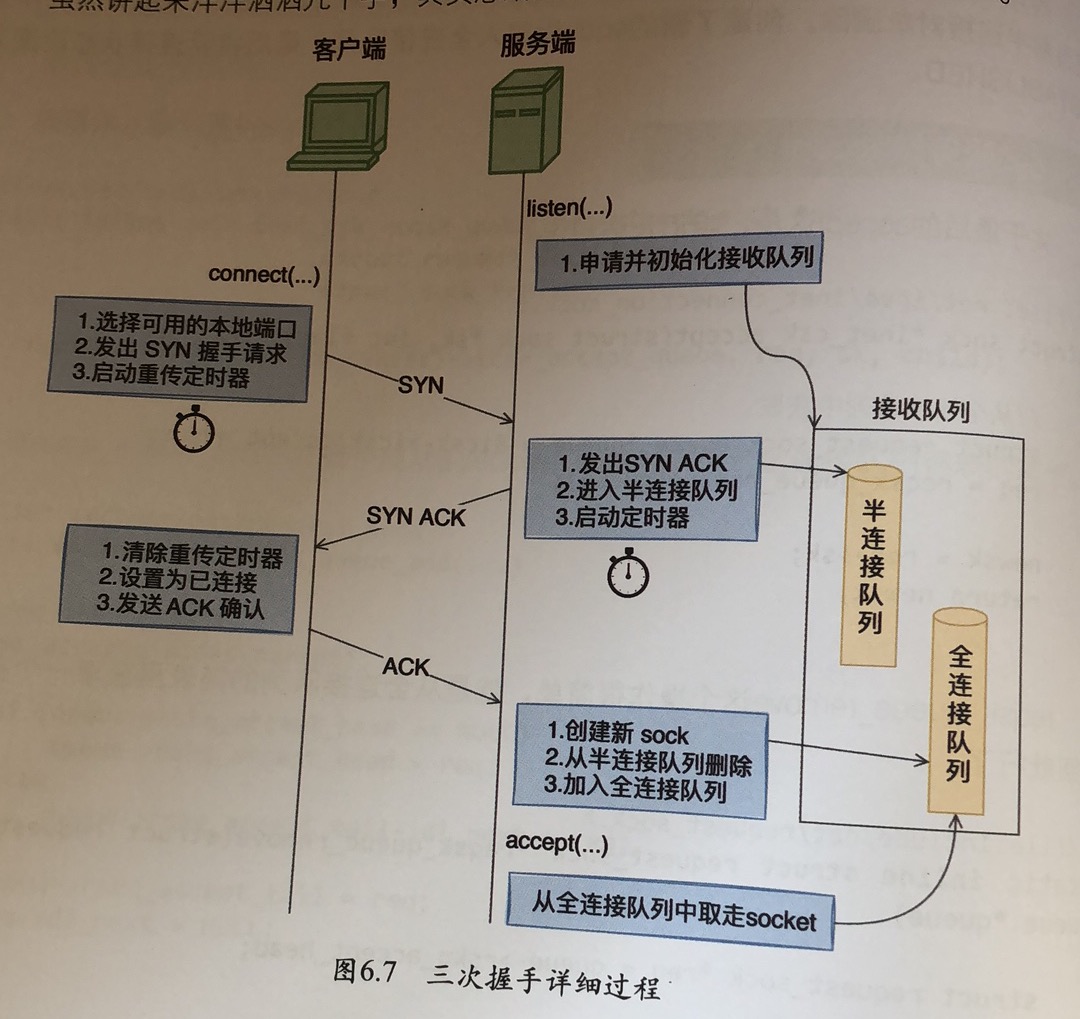 客户端
服务端
listen(...)
1.申请并初始化接收队列
connect(...)
1.选择可用的本地端口
2.发出 SYN 握手请求
3.启动重传定时器
SYN
接收队列
1.发出SYN ACK
2.进入半连接队列
3.启动定时器
半连接队列
SYN ACK
1.清除重传定时器
2.设置为已连接
3.发送 ACK 确认
ACK
全连接队列
1.创建新 sock
2.从半连接队列删除
3.加入全连接队列
accept(...)
从全连接队列中取走socket
图6.7 三次握手详细过程